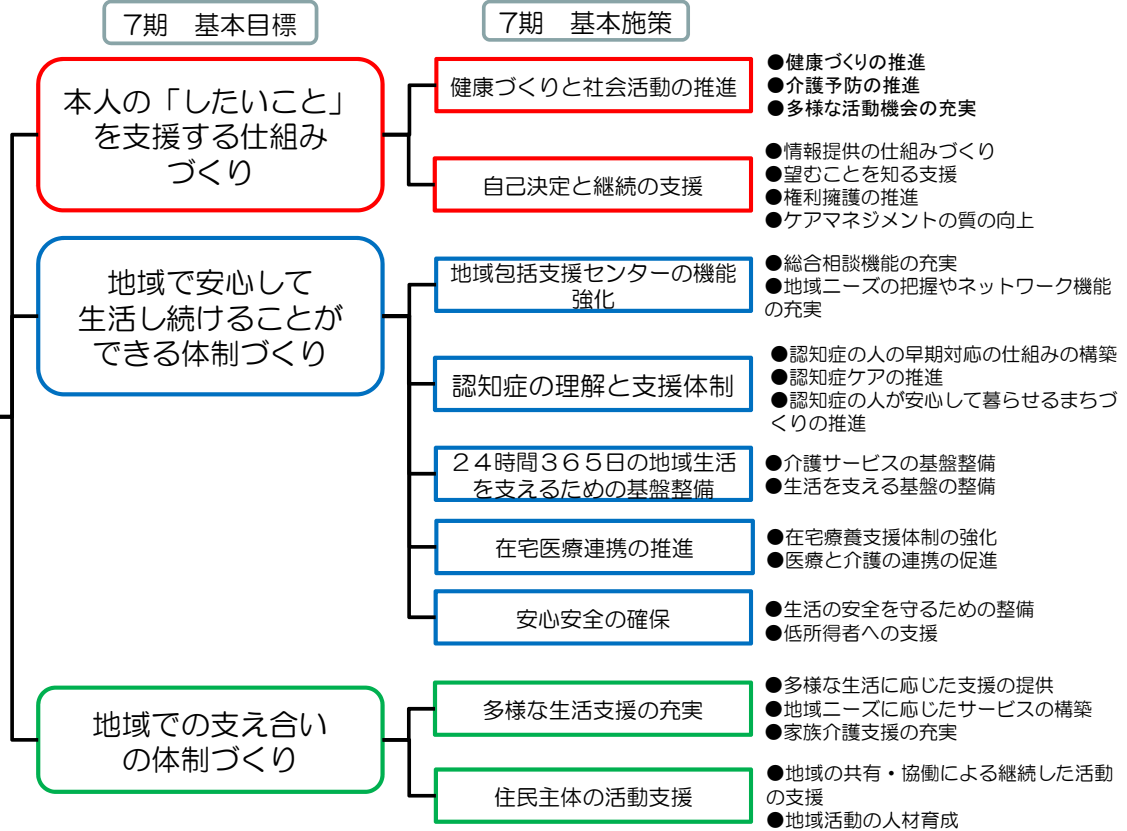 7期　基本目標
7期　基本施策
本人の「したいこと」
を支援する仕組み
づくり
健康づくりと社会活動の推進
●健康づくりの推進
●介護予防の推進
●多様な活動機会の充実
自己決定と継続の支援
●情報提供の仕組みづくり
●望むことを知る支援
●権利擁護の推進
●ケアマネジメントの質の向上
地域で安心して
生活し続けることが
できる体制づくり
地域包括支援センターの機能
強化
●総合相談機能の充実
●地域ニーズの把握やネットワーク機能
の充実
認知症の理解と支援体制
●認知症の人の早期対応の仕組みの構築
●認知症ケアの推進
●認知症の人が安心して暮らせるまちづ
くりの推進
２４時間３６５日の地域生活
を支えるための基盤整備
●介護サービスの基盤整備
●生活を支える基盤の整備
在宅医療連携の推進
●在宅療養支援体制の強化
●医療と介護の連携の促進
安心安全の確保
●生活の安全を守るための整備
●低所得者への支援
地域での支え合い
の体制づくり
多様な生活支援の充実
●多様な生活に応じた支援の提供
●地域ニーズに応じたサービスの構築
●家族介護支援の充実
住民主体の活動支援
●地域の共有・協働による継続した活動
の支援
●地域活動の人材育成